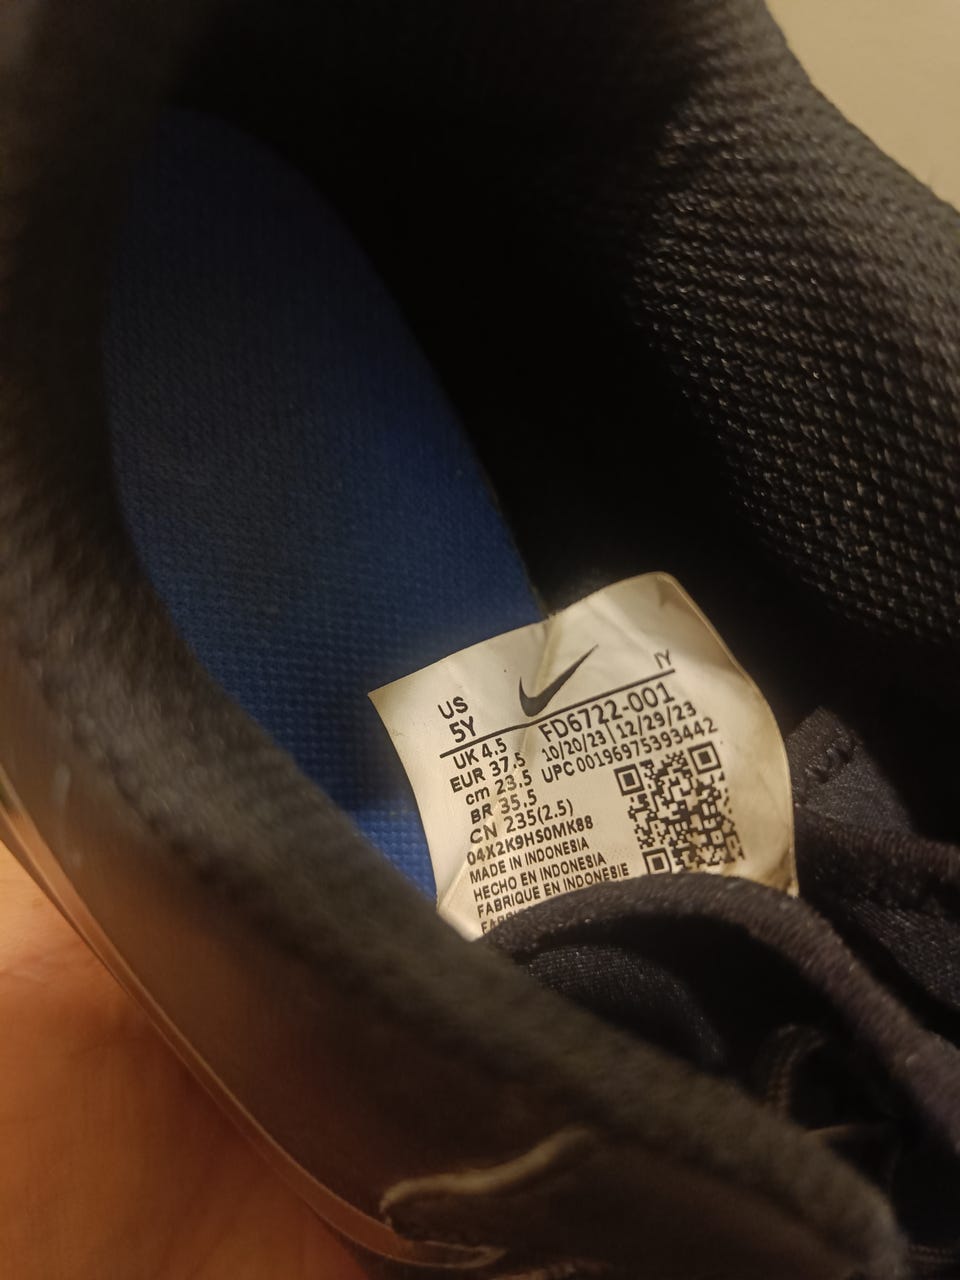 US
5Y
IY
UK 4.5
EUR 37.5
cm 23.5
BR 35.5
CN 235(2.5)
FD6722-001
10/20/23 | 12/29/23
UPC 00196975393442
04X2K9HS0MK88
MADE IN INDONESIA
HECHO EN INDONESIA
FABRIQUE EN INDONESIE